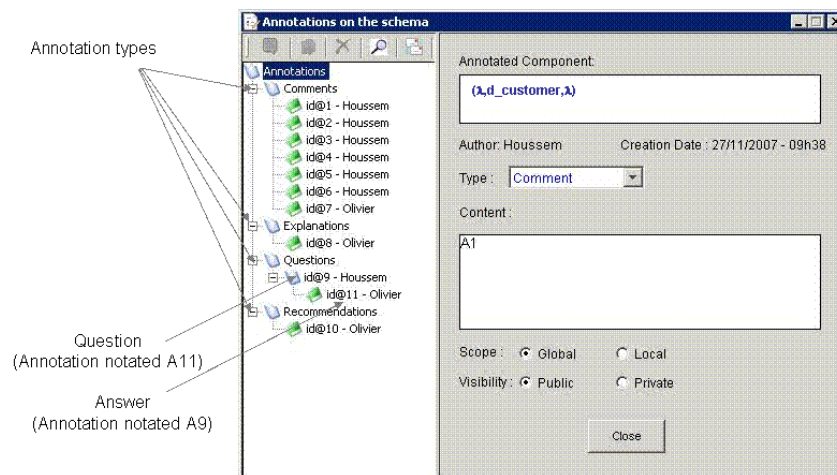 Annotations on the schema
Annotation types
Annotations
Comments
id@1 - Houssem
id@2 - Houssem
id@3 - Houssem
id@4 - Houssem
id@5 - Houssem
id@6 - Houssem
id@7 - Olivier
Explanations
id@8 - Olivier
Questions
id@9 - Houssem
id@11 - Olivier
Recommendations
id@10 - Olivier
Question
(Annotation notated A11)
Answer
(Annotation notated A9)
Annotated Component:
(λ,d_customer,λ)
Author: Houssem Creation Date : 27/11/2007 - 09h38
Type : Comment
Content :
A1
Scope : Global Local
Visibility : Public Private
Close